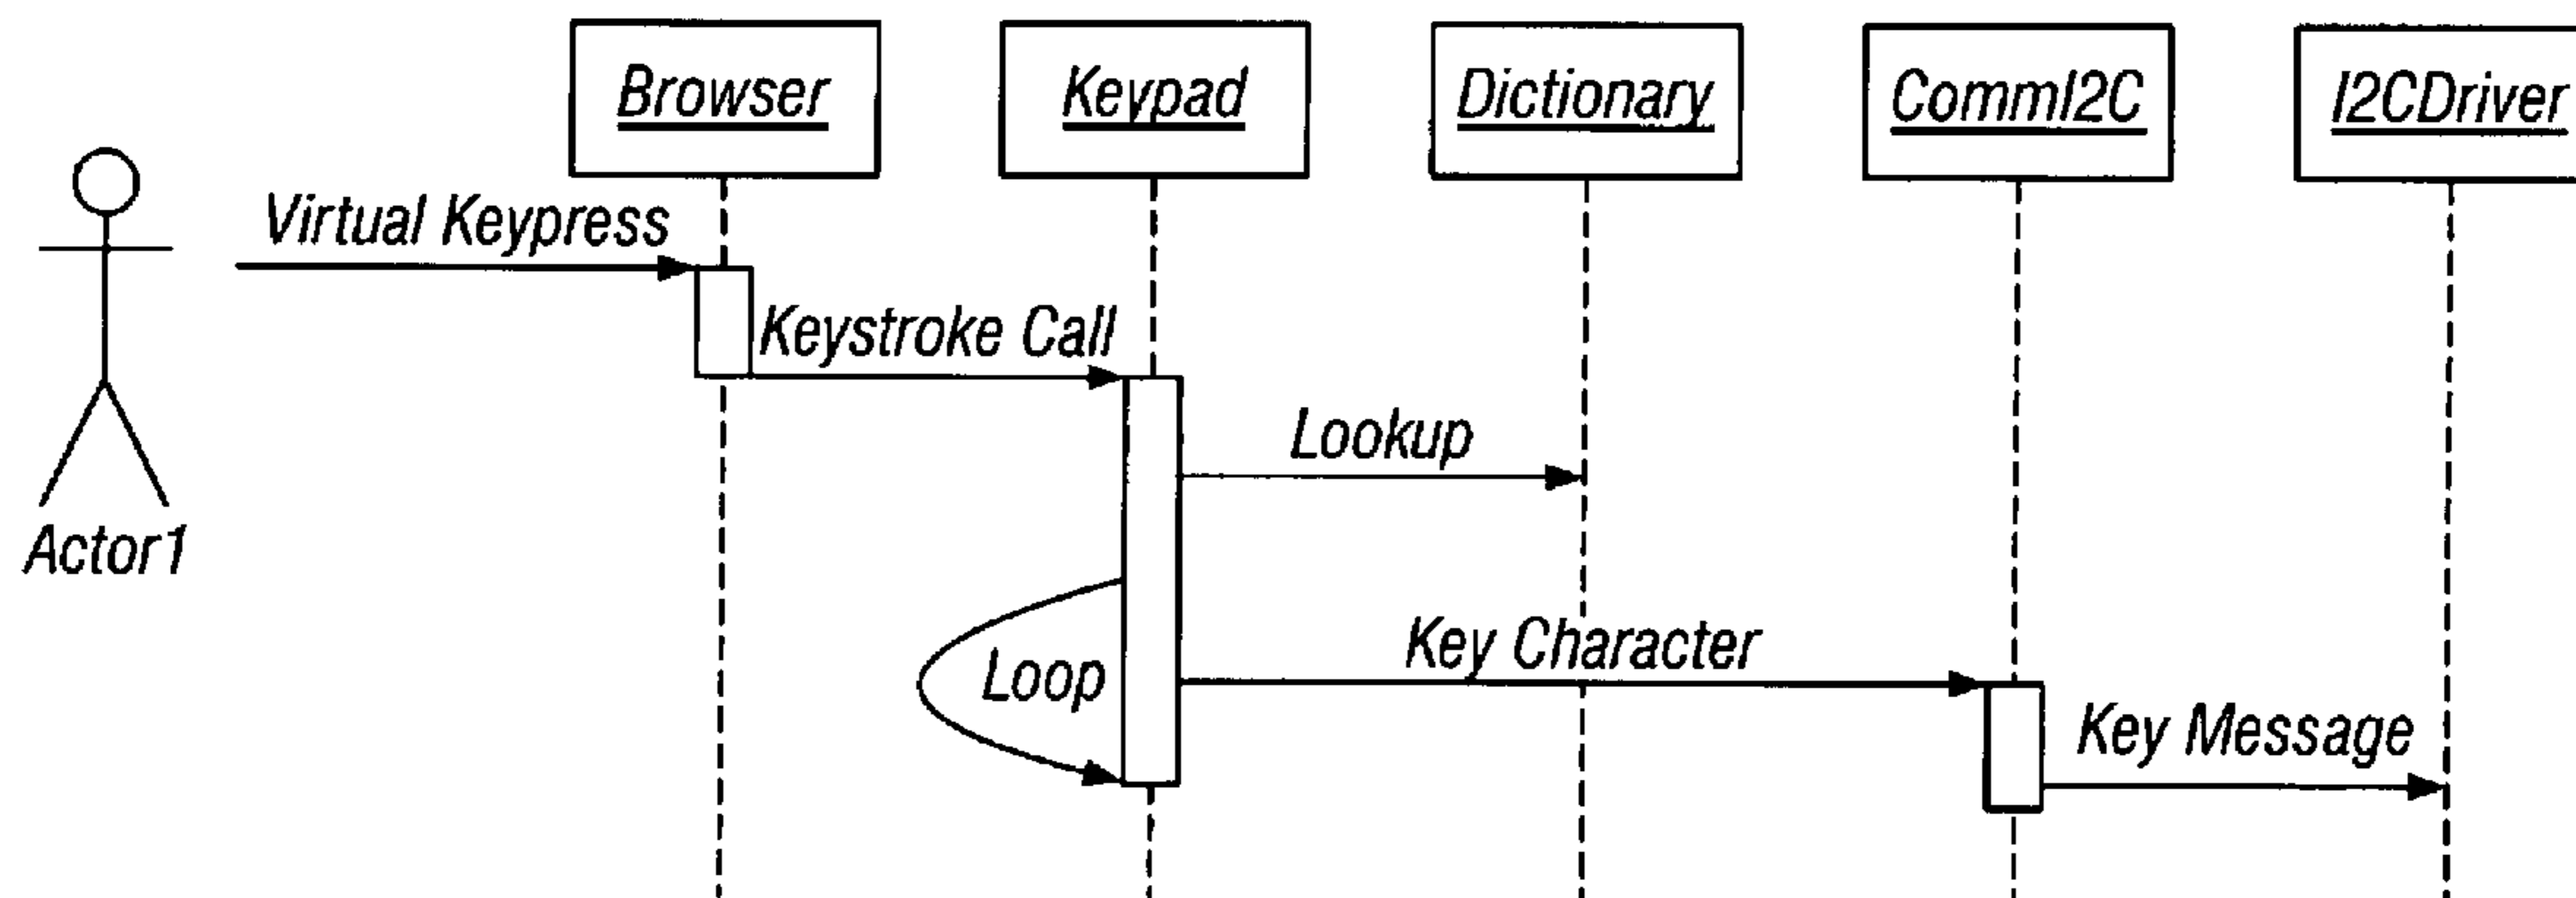 Browser
Keypad
Dictionary
CommI2C
I2CDriver
Virtual Keypress
Keystroke Call
Lookup
Actor1
Loop
Key Character
Key Message